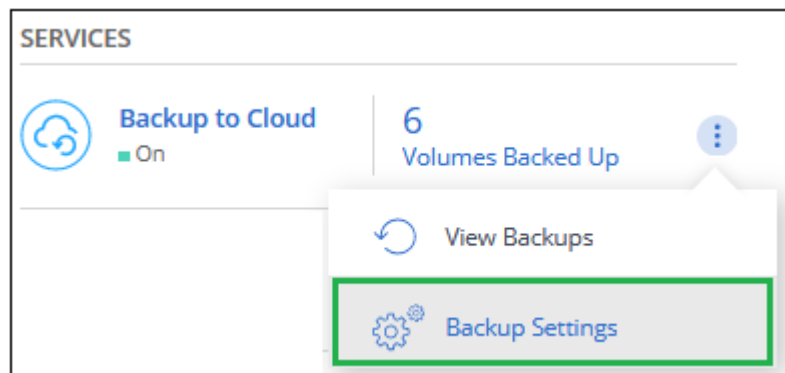 SERVICES
Backup to Cloud
On
6
Volumes Backed Up
View Backups
Backup Settings